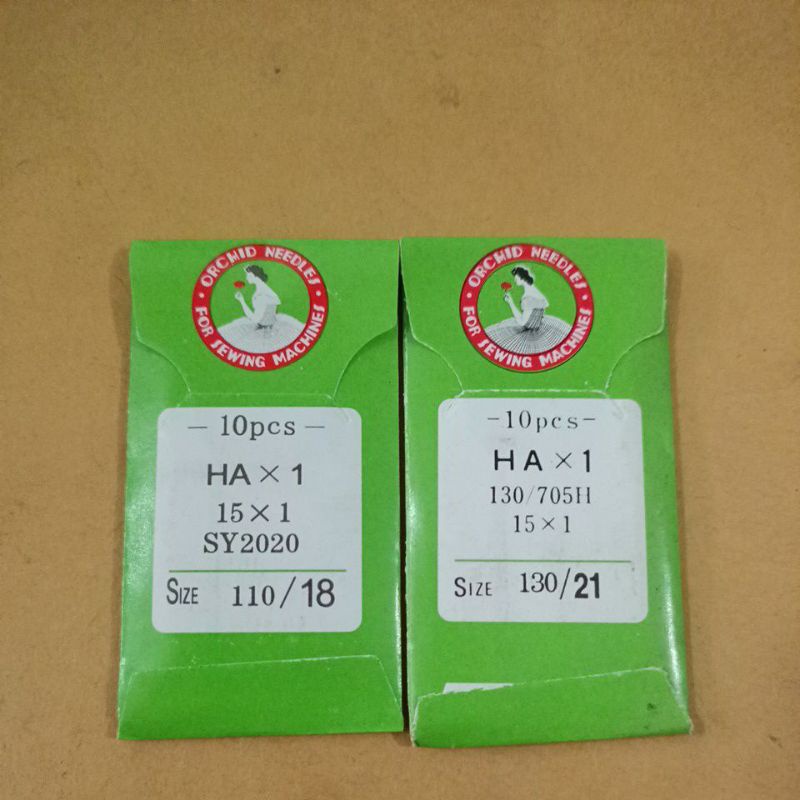 ORCHID NEEDLES
FOR SEWING MACHINES
— 10pcs —
HA × 1
15 × 1
SY2020
SIZE 110/18
ORCHID NEEDLES
FOR SEWING MACHINES
-10pcs-
HA × 1
130/705H
15 × 1
SIZE 130/21